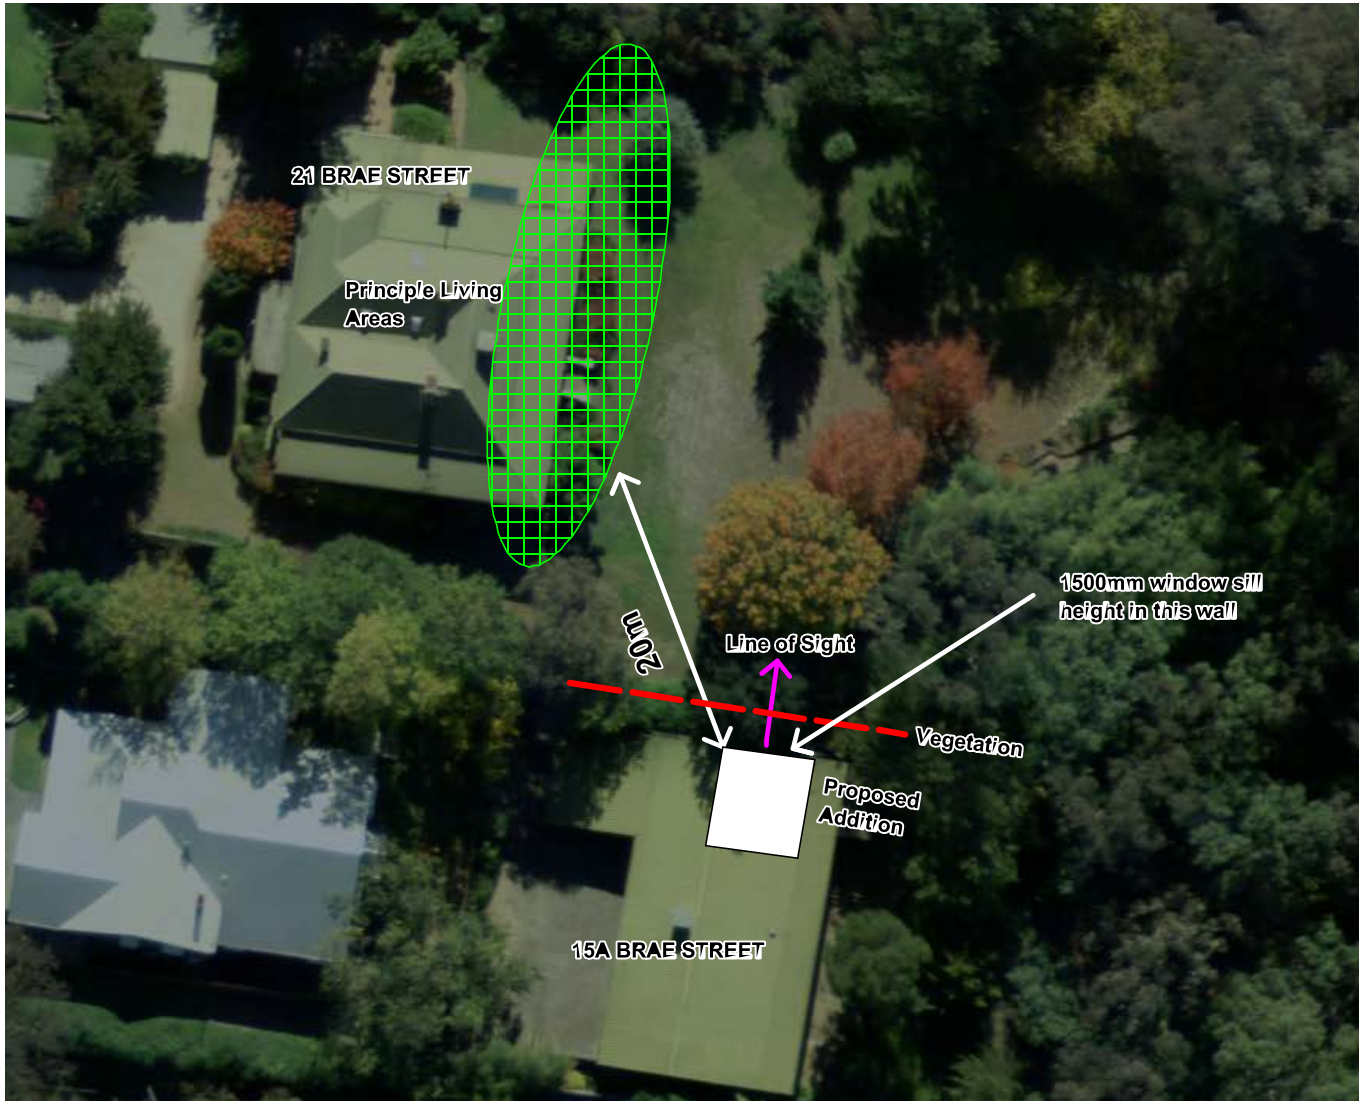 21 BRAE STREET
Principle Living
Areas
1500mm window sill
height in this wall
20m
Line of Sight
Vegetation
Proposed
Addition
15A BRAE STREET